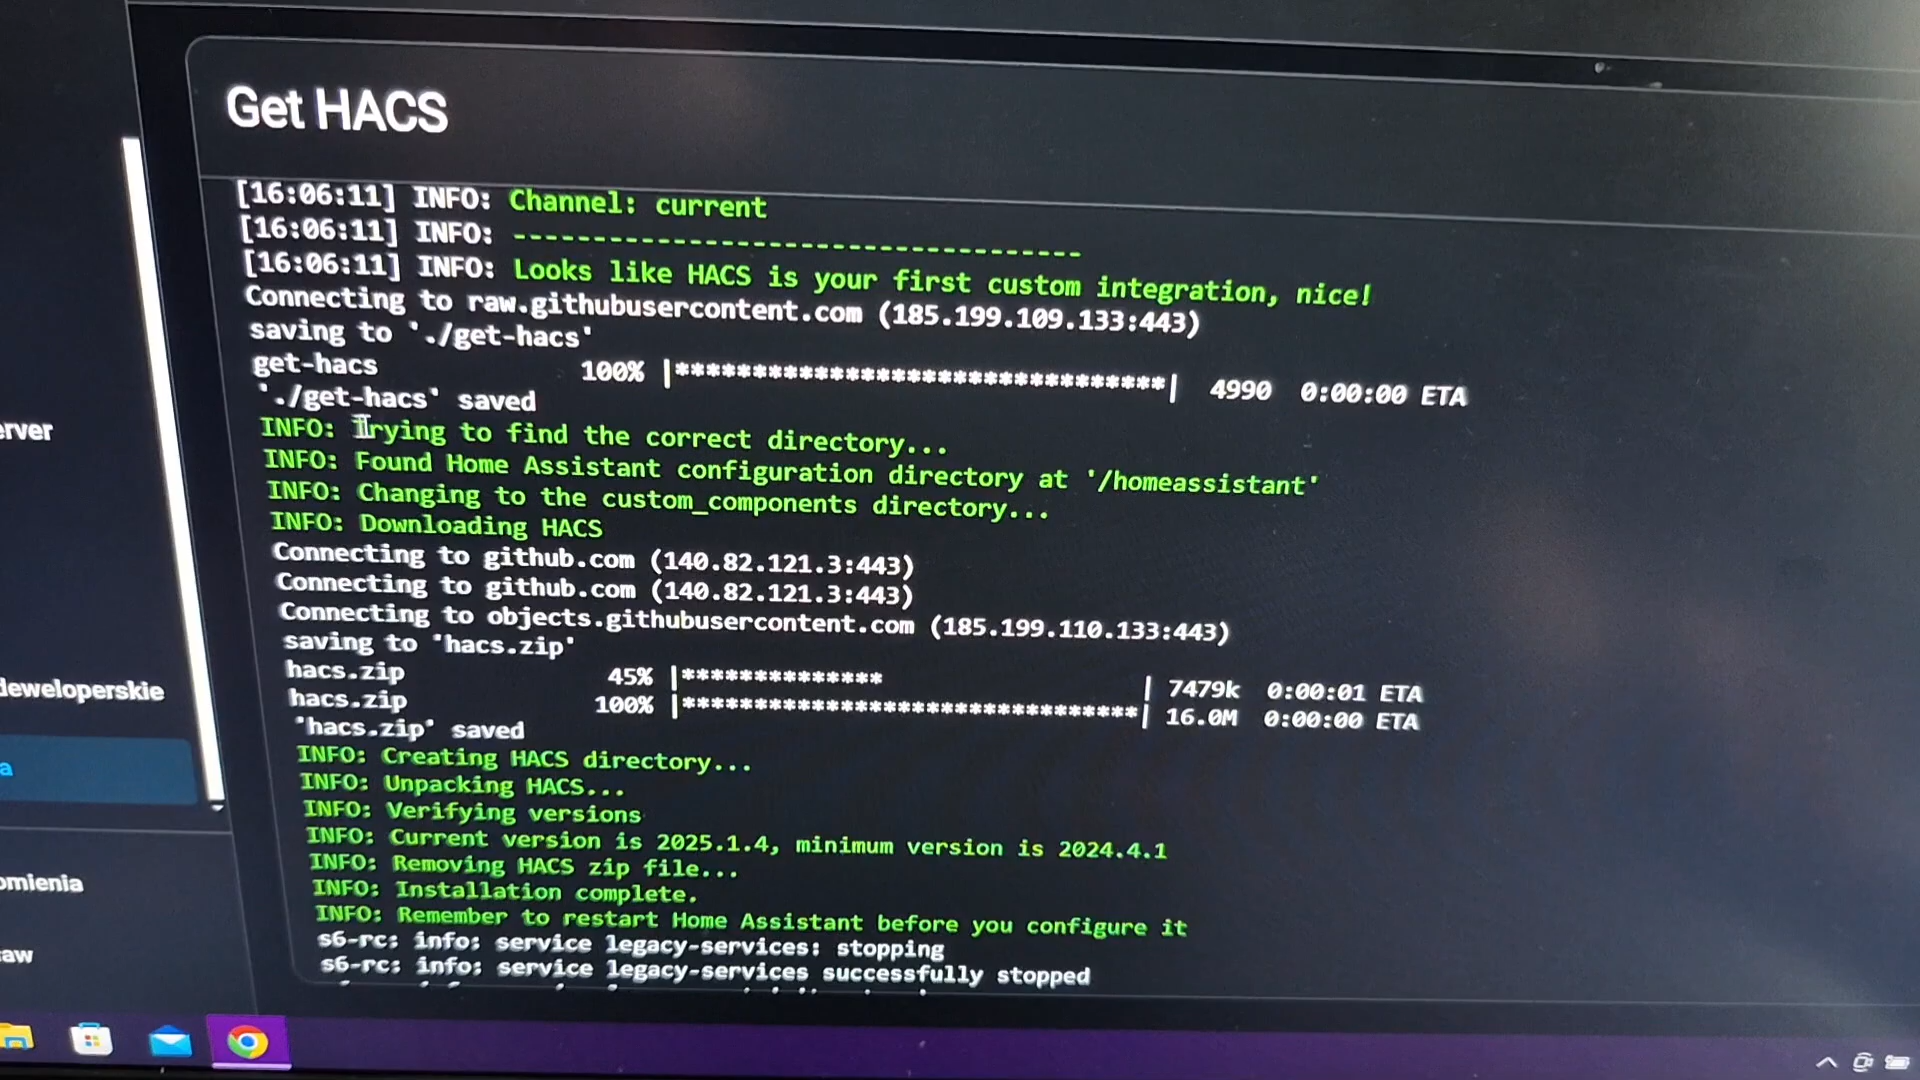 Get HACS
[16:06:11] INFO: Channel: current
[16:06:11] INFO: -----------------------------------
[16:06:11] INFO: Looks like HACS is your first custom integration, nice!
Connecting to raw.githubusercontent.com (185.199.109.133:443)
saving to './get-hacs'
get-hacs 100% |********************************| 4990 0:00:00 ETA
'./get-hacs' saved
INFO: Trying to find the correct directory...
INFO: Found Home Assistant configuration directory at '/homeassistant'
INFO: Changing to the custom_components directory...
INFO: Downloading HACS
Connecting to github.com (140.82.121.3:443)
Connecting to github.com (140.82.121.3:443)
Connecting to objects.githubusercontent.com (185.199.110.133:443)
saving to 'hacs.zip'
hacs.zip 45% |************** | 7479k 0:00:01 ETA
hacs.zip 100% |********************************| 16.0M 0:00:00 ETA
'hacs.zip' saved
INFO: Creating HACS directory...
INFO: Unpacking HACS...
INFO: Verifying versions
INFO: Current version is 2025.1.4, minimum version is 2024.4.1
INFO: Removing HACS zip file...
INFO: Installation complete.
INFO: Remember to restart Home Assistant before you configure it
s6-rc: info: service legacy-services: stopping
s6-rc: info: service legacy-services successfully stopped
erver
deweloperskie
a
omienia
aw